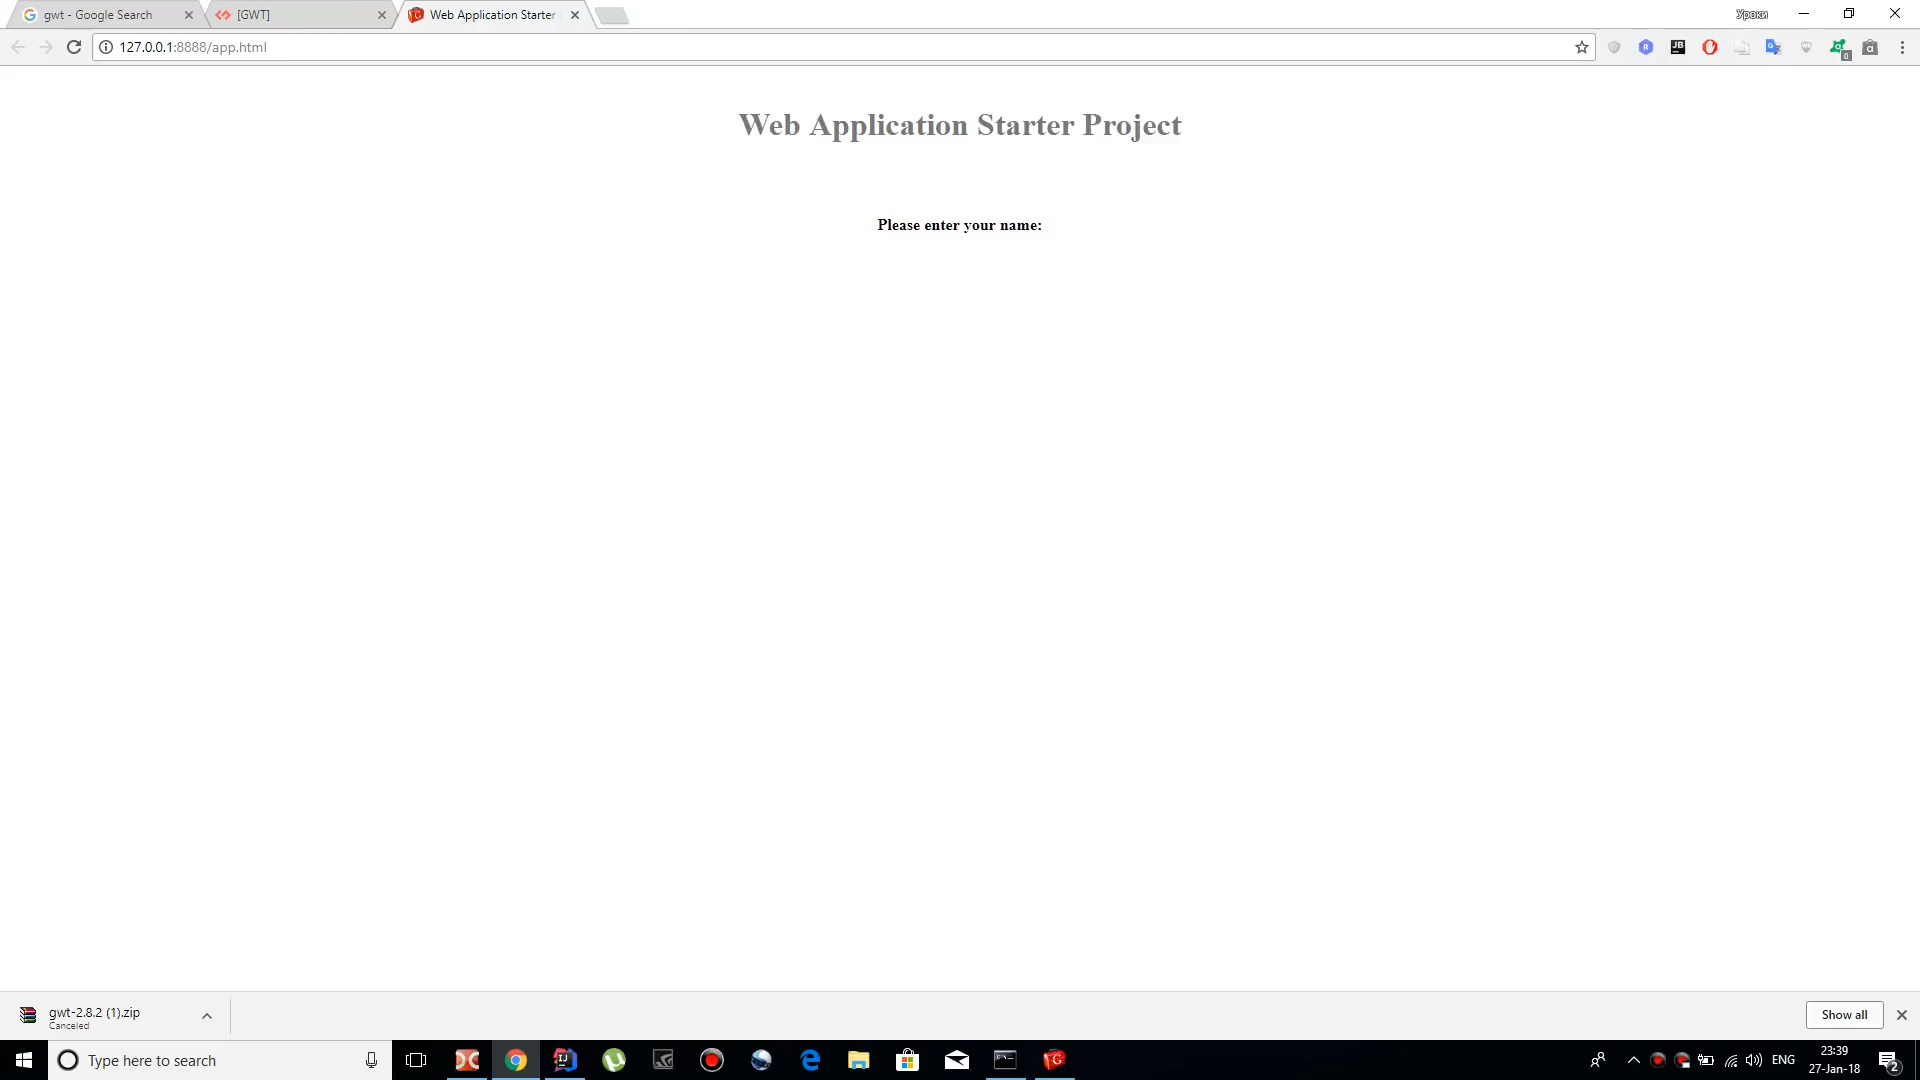 gwt - Google Search
[GWT]
Web Application Starter
Уроки
127.0.0.1:8888/app.html
Web Application Starter Project
Please enter your name:
gwt-2.8.2 (1).zip
Canceled
Show all
Type here to search
ENG
23:39
27-Jan-18
2